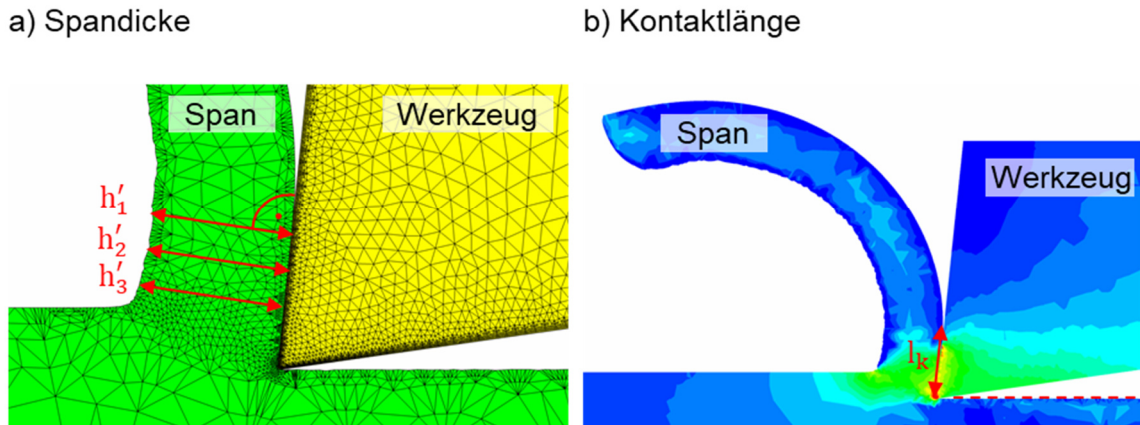 a) Spandicke
b) Kontaktlänge
Span
Werkzeug
h′₁
h′₂
h′₃
Span
Werkzeug
lₖ